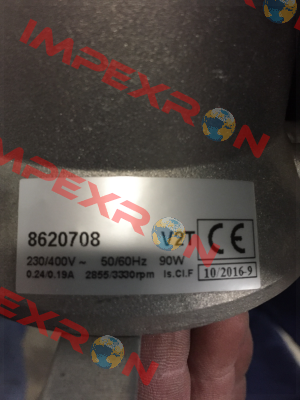 IMPEXRON
IMPEXRON
IMPEXRON
8620708 V2T CE
230/400V ~ 50/60Hz 90W
0.24/0.19A 2855/3330rpm Is.Cl.F 10/2016-9